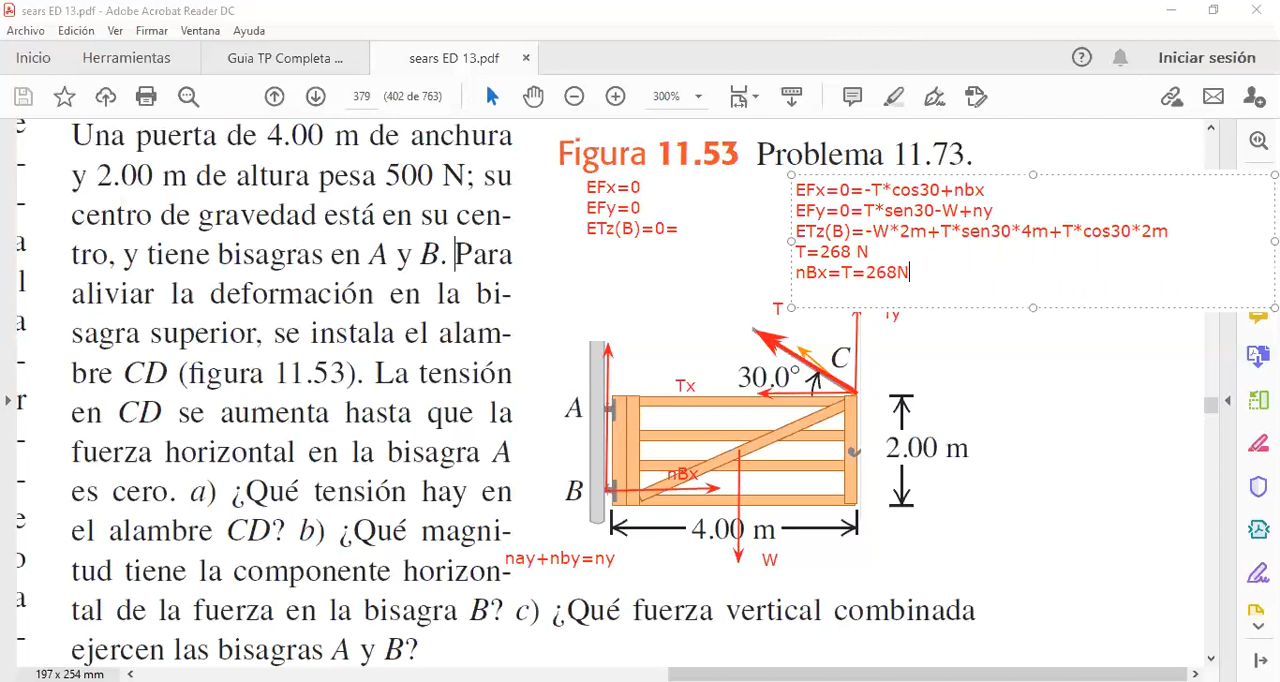 sears ED 13.pdf - Adobe Acrobat Reader DC
Archivo Edición Ver Firmar Ventana Ayuda
Inicio Herramientas Guia TP Completa ... sears ED 13.pdf × ? Iniciar sesión
379 (402 de 763) 300%
e
Una puerta de 4.00 m de anchura
y 2.00 m de altura pesa 500 N; su
- centro de gravedad está en su cen-
a tro, y tiene bisagras en A y B. Para
l aliviar la deformación en la bi-
a sagra superior, se instala el alam-
bre CD (figura 11.53). La tensión
r en CD se aumenta hasta que la
- fuerza horizontal en la bisagra A
es cero. a) ¿Qué tensión hay en
e el alambre CD? b) ¿Qué magni-
o tud tiene la componente horizon-
a tal de la fuerza en la bisagra B? c) ¿Qué fuerza vertical combinada
- ejercen las bisagras A y B?
Figura 11.53 Problema 11.73.
EFx=0
EFy=0
ETz(B)=0=
EFx=0=-T*cos30+nbx
EFy=0=T*sen30-W+ny
ETz(B)=-W*2m+T*sen30*4m+T*cos30*2m
T=268 N
nBx=T=268N
T
Ty
C
30.0°
Tx
A
2.00 m
nBx
B
4.00 m
nay+nby=ny
W
197 x 254 mm